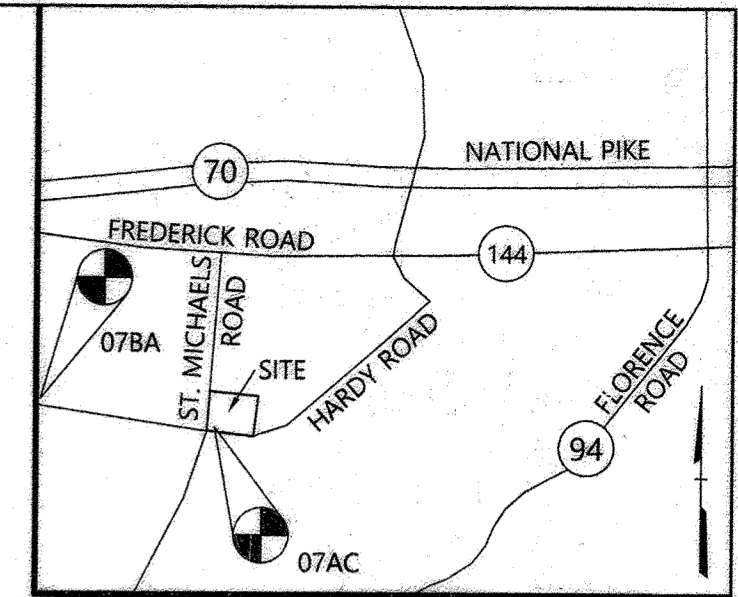 NATIONAL PIKE
70
FREDERICK ROAD
144
07BA
ST. MICHAELS
ROAD
SITE
HARDY ROAD
FLORENCE
ROAD
94
07AC